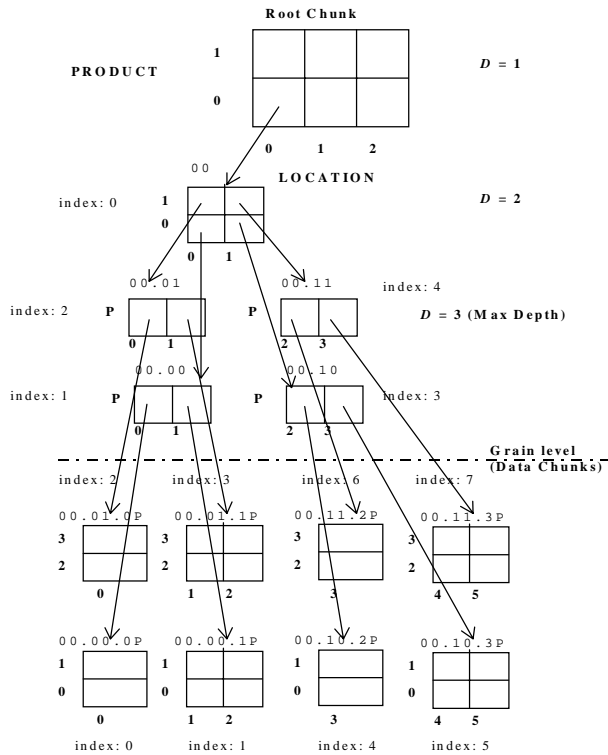 Root Chunk
1
PRODUCT
D = 1
0
0 1 2
00
LOCATION
index: 0
1
D = 2
0
0 1
00.01 00.11
index: 4
index: 2 P P
D = 3 (Max Depth)
0 1 2 3
00.00 00.10
index: 1 P P index: 3
0 1 2 3
Grain level
(Data Chunks)
index: 2 index: 3 index: 6 index: 7
00.01.0P 00.01.1P 00.11.2P 00.11.3P
3 3 3 3
2 2 2 2
0 1 2 3 4 5
00.00.0P 00.00.1P 00.10.2P 00.10.3P
1 1 1 1
0 0 0 0
0 1 2 3 4 5
index: 0 index: 1 index: 4 index: 5